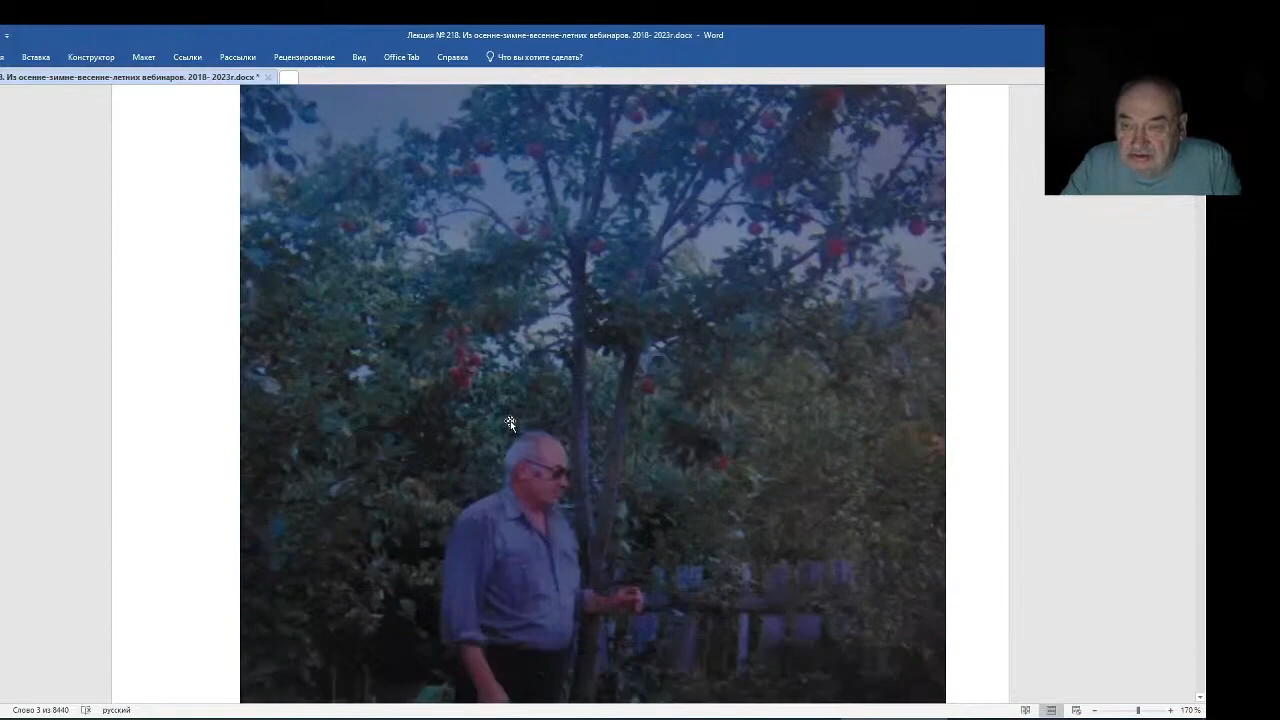 Лекция № 218. Из осенне-зимне-весенне-летних вебинаров. 2018- 2023г.docx - Word
Вставка Конструктор Макет Ссылки Рассылки Рецензирование Вид Office Tab Справка Что вы хотите сделать?
. Из осенне-зимне-весенне-летних вебинаров. 2018- 2023г.docx *
Слово 3 из 8440 русский 170 %